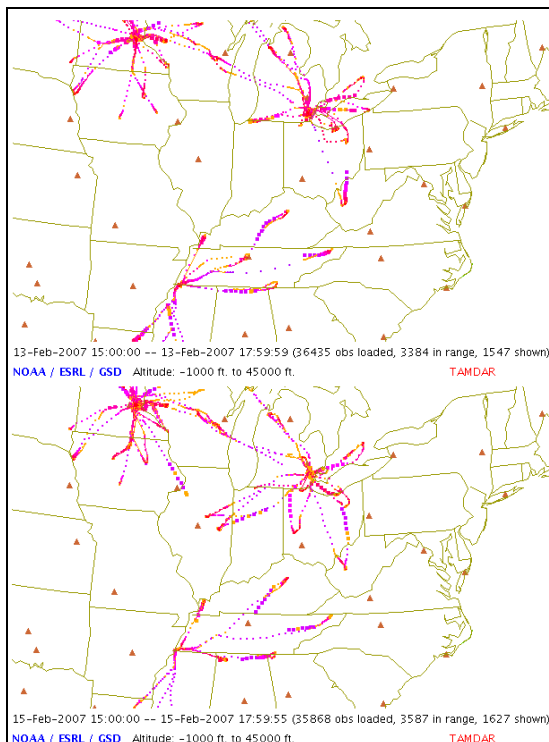 13-Feb-2007 15:00:00 -- 13-Feb-2007 17:59:59 (36435 obs loaded, 3384 in range, 1547 shown)
NOAA / ESRL / GSD Altitude: -1000 ft. to 45000 ft. TAMDAR
15-Feb-2007 15:00:00 -- 15-Feb-2007 17:59:55 (35868 obs loaded, 3587 in range, 1627 shown)
NOAA / ESRL / GSD Altitude: -1000 ft. to 45000 ft. TAMDAR